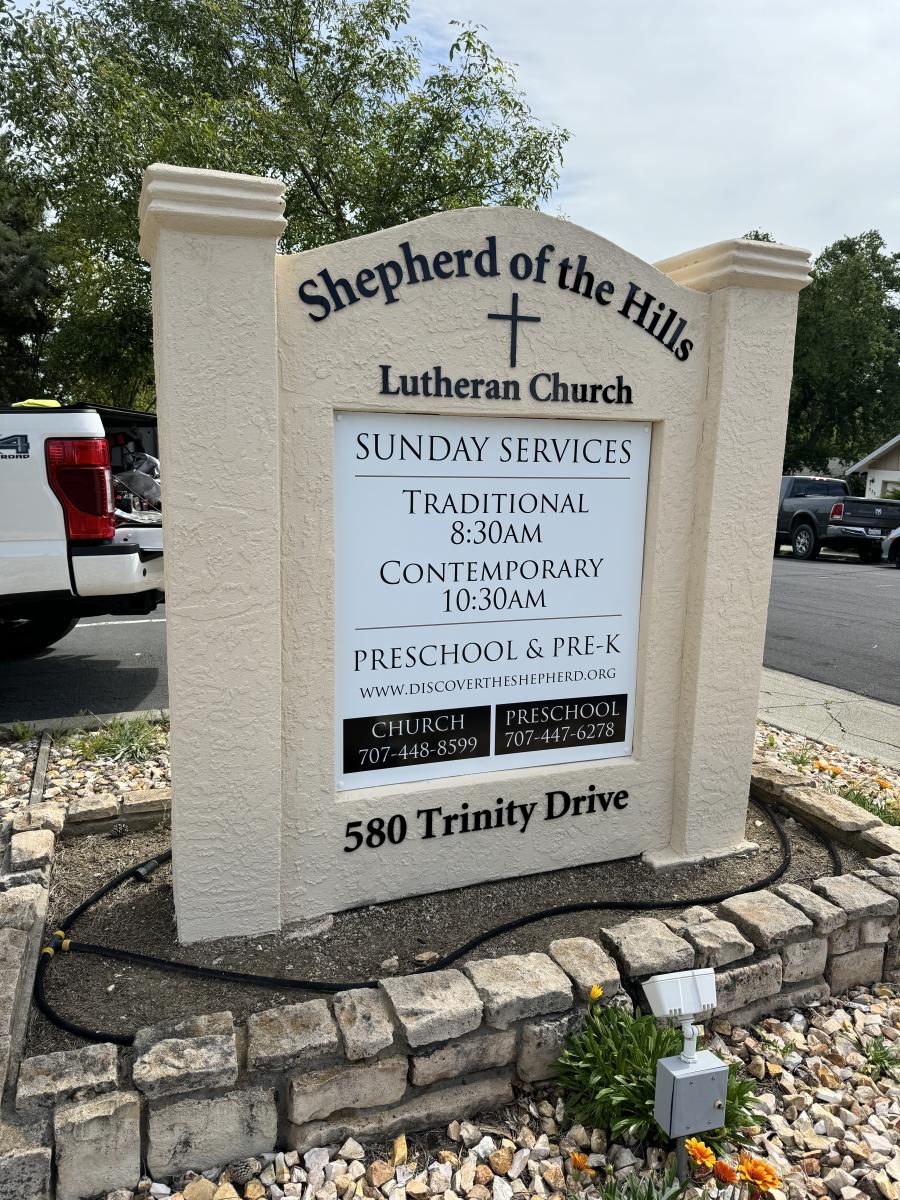 Shepherd of the Hills
Lutheran Church
SUNDAY SERVICES
TRADITIONAL
8:30AM
CONTEMPORARY
10:30AM
PRESCHOOL & PRE-K
WWW.DISCOVERTHESHEPHERD.ORG
CHURCH
707-448-8599
PRESCHOOL
707-447-6278
580 Trinity Drive